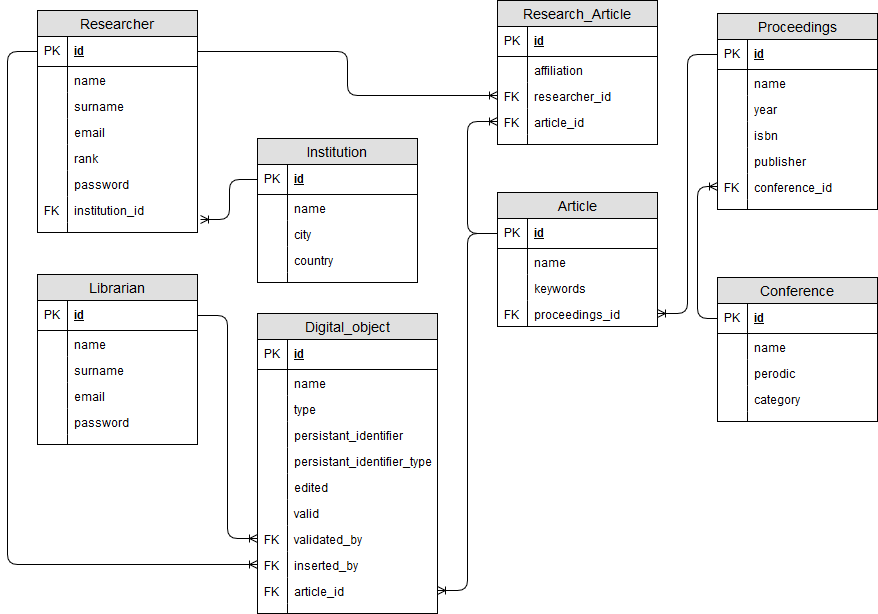 Researcher
PK id
name
surname
email
rank
password
FK institution_id
Institution
PK id
name
city
country
Librarian
PK id
name
surname
email
password
Digital_object
PK id
name
type
persistant_identifier
persistant_identifier_type
edited
valid
FK validated_by
FK inserted_by
FK article_id
Research_Article
PK id
affiliation
FK researcher_id
FK article_id
Article
PK id
name
keywords
FK proceedings_id
Proceedings
PK id
name
year
isbn
publisher
FK conference_id
Conference
PK id
name
perodic
category